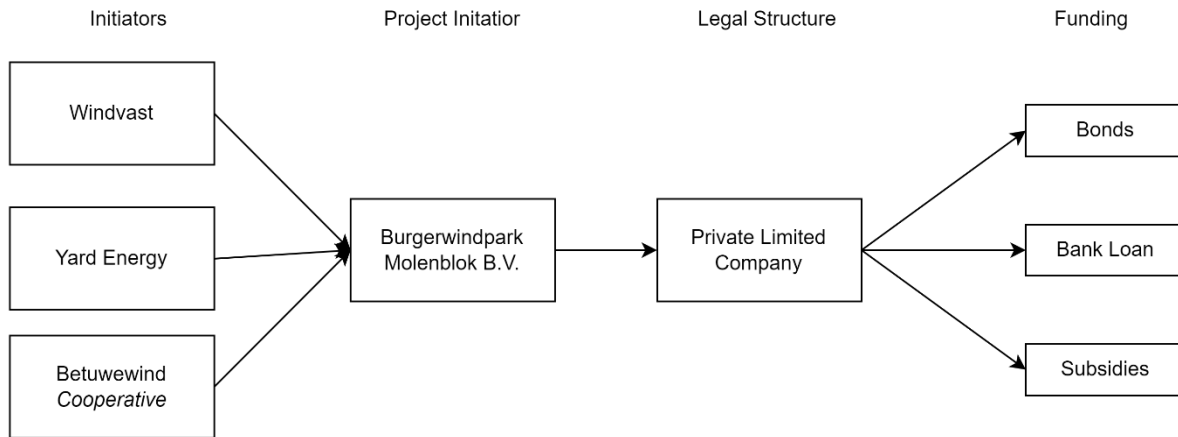 Initiators
Project Initatior
Legal Structure
Funding
Windvast
Yard Energy
Betuwewind
Cooperative
Burgerwindpark
Molenblok B.V.
Private Limited
Company
Bonds
Bank Loan
Subsidies